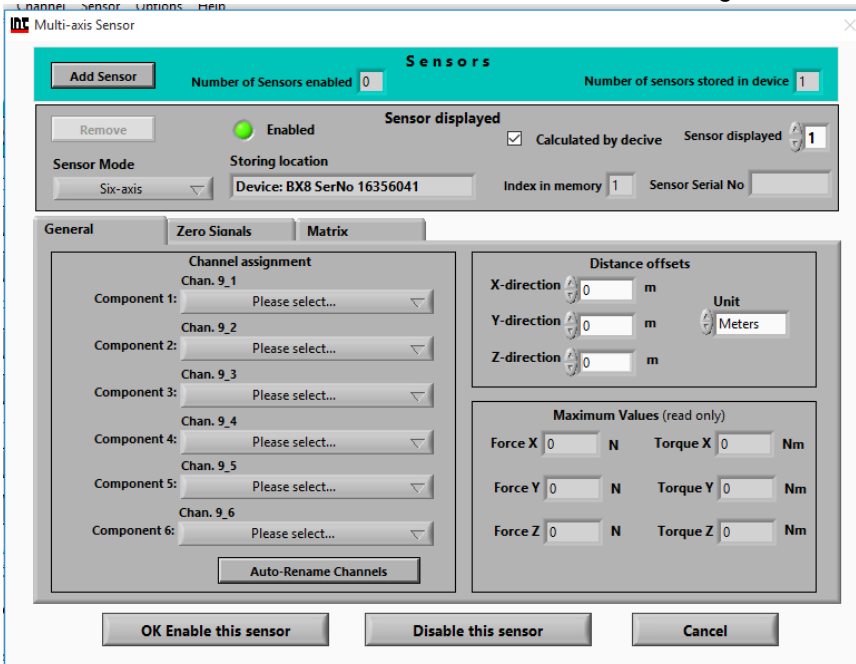 Channel Sensor Options Help
Multi-axis Sensor
Sensors
Add Sensor
Number of Sensors enabled 0
Number of sensors stored in device 1
Sensor displayed
Remove
Enabled
Calculated by decive
Sensor displayed 1
Sensor Mode
Storing location
Six-axis
Device: BX8 SerNo 16356041
Index in memory 1
Sensor Serial No
General
Zero Signals
Matrix
Channel assignment
Chan. 9_1
Component 1: Please select...
Chan. 9_2
Component 2: Please select...
Chan. 9_3
Component 3: Please select...
Chan. 9_4
Component 4: Please select...
Chan. 9_5
Component 5: Please select...
Chan. 9_6
Component 6: Please select...
Auto-Rename Channels
Distance offsets
X-direction 0 m
Unit
Y-direction 0 m
Meters
Z-direction 0 m
Maximum Values (read only)
Force X 0 N Torque X 0 Nm
Force Y 0 N Torque Y 0 Nm
Force Z 0 N Torque Z 0 Nm
OK Enable this sensor
Disable this sensor
Cancel